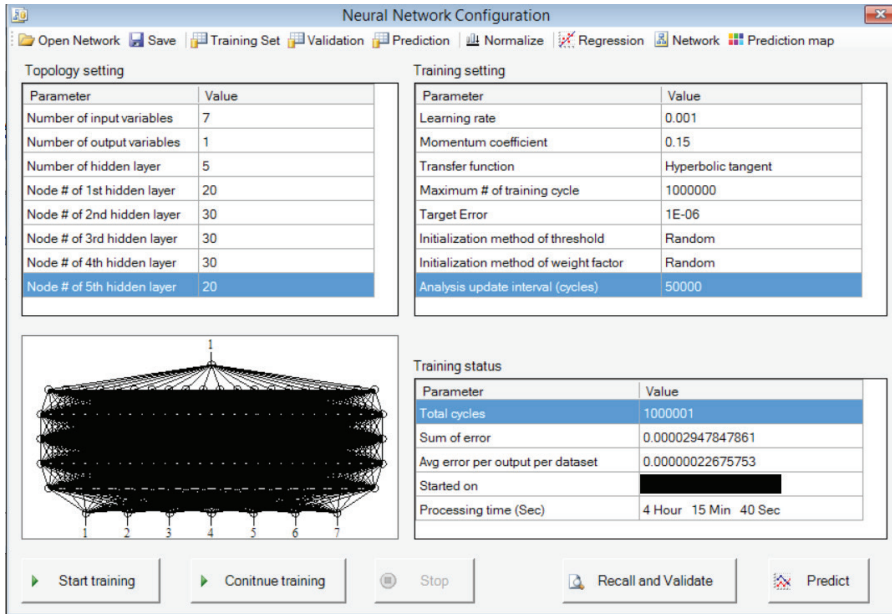 Neural Network Configuration
Open Network Save Training Set Validation Prediction Normalize Regression Network Prediction map
Topology setting
Parameter Value
Number of input variables 7
Number of output variables 1
Number of hidden layer 5
Node # of 1st hidden layer 20
Node # of 2nd hidden layer 30
Node # of 3rd hidden layer 30
Node # of 4th hidden layer 30
Node # of 5th hidden layer 20
Training setting
Parameter Value
Learning rate 0.001
Momentum coefficient 0.15
Transfer function Hyperbolic tangent
Maximum # of training cycle 1000000
Target Error 1E-06
Initialization method of threshold Random
Initialization method of weight factor Random
Analysis update interval (cycles) 50000
1
1 2 3 4 5 6 7
Training status
Parameter Value
Total cycles 1000001
Sum of error 0.00002947847861
Avg error per output per dataset 0.00000022675753
Started on
Processing time (Sec) 4 Hour 15 Min 40 Sec
Start training Conitnue training Stop Recall and Validate Predict